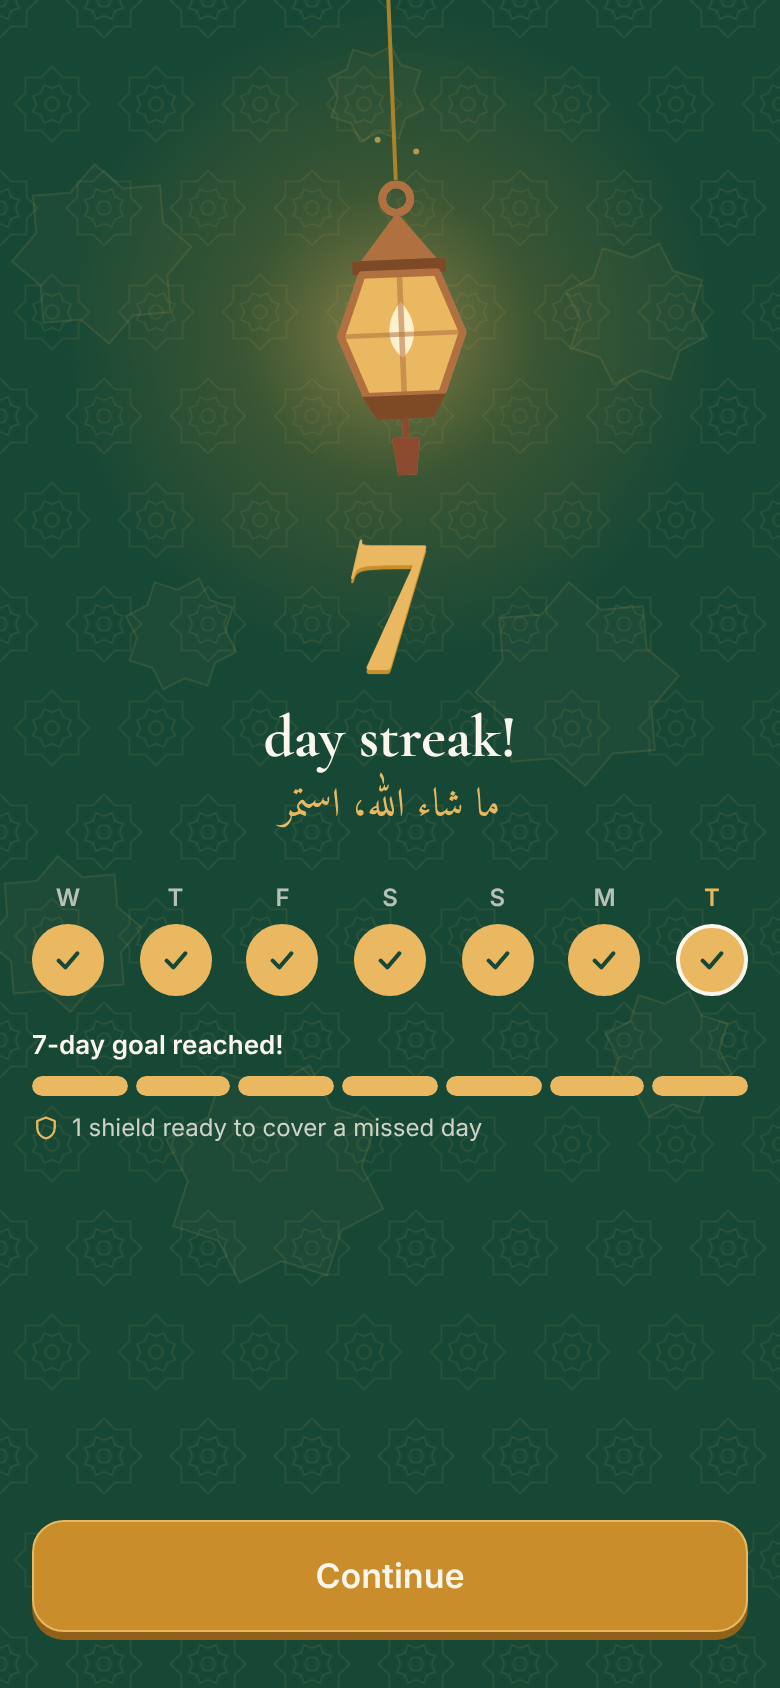 7
day streak!
ما شاء الله، استمر
W T F S S M T
7-day goal reached!
1 shield ready to cover a missed day
Continue